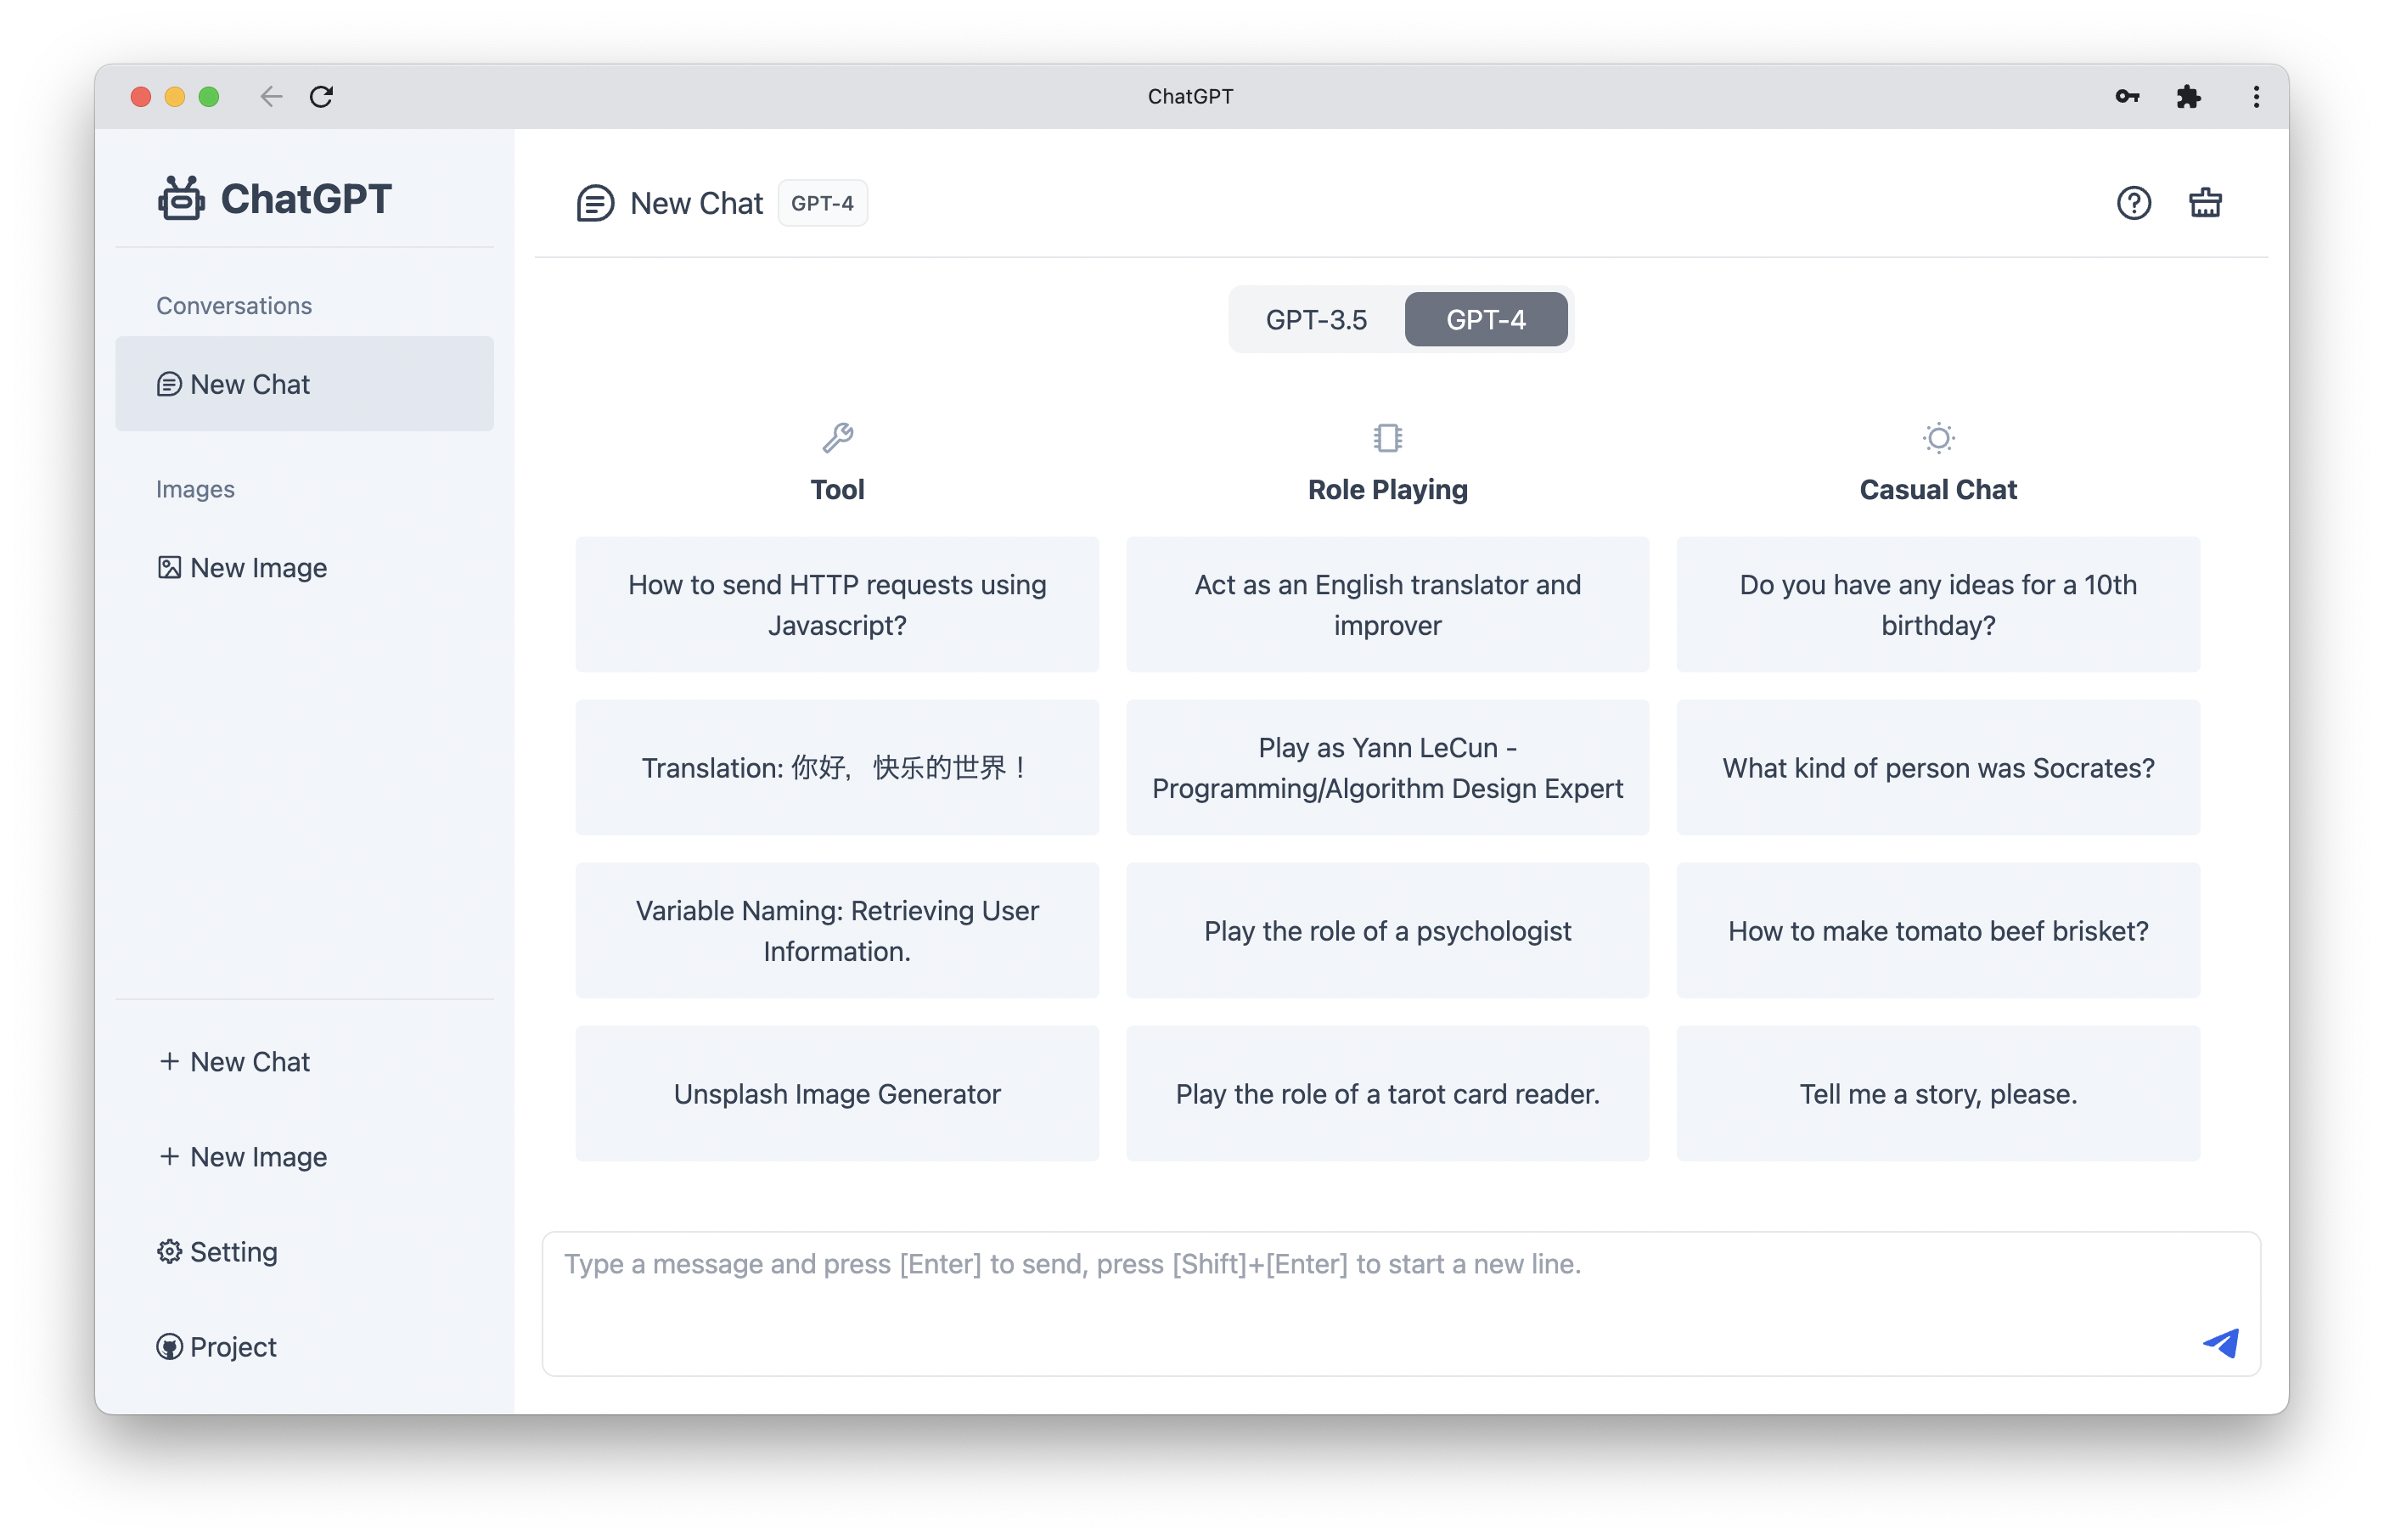 ChatGPT
ChatGPT
Conversations
New Chat
Images
New Image
+ New Chat
+ New Image
Setting
Project
New Chat GPT-4
GPT-3.5 GPT-4
Tool
How to send HTTP requests using
Javascript?
Translation: 你好，快乐的世界！
Variable Naming: Retrieving User
Information.
Unsplash Image Generator
Role Playing
Act as an English translator and
improver
Play as Yann LeCun -
Programming/Algorithm Design Expert
Play the role of a psychologist
Play the role of a tarot card reader.
Casual Chat
Do you have any ideas for a 10th
birthday?
What kind of person was Socrates?
How to make tomato beef brisket?
Tell me a story, please.
Type a message and press [Enter] to send, press [Shift]+[Enter] to start a new line.